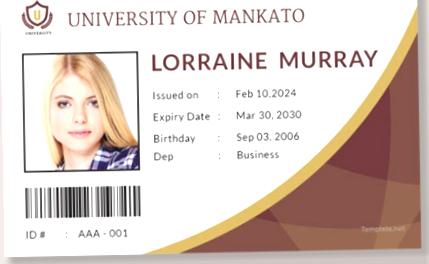 UNIVERSITY
UNIVERSITY OF MANKATO
LORRAINE MURRAY
Issued on : Feb 10,2024
Expiry Date : Mar 30, 2030
Birthday : Sep 03, 2006
Dep : Business
ID # : AAA - 001
Template.net